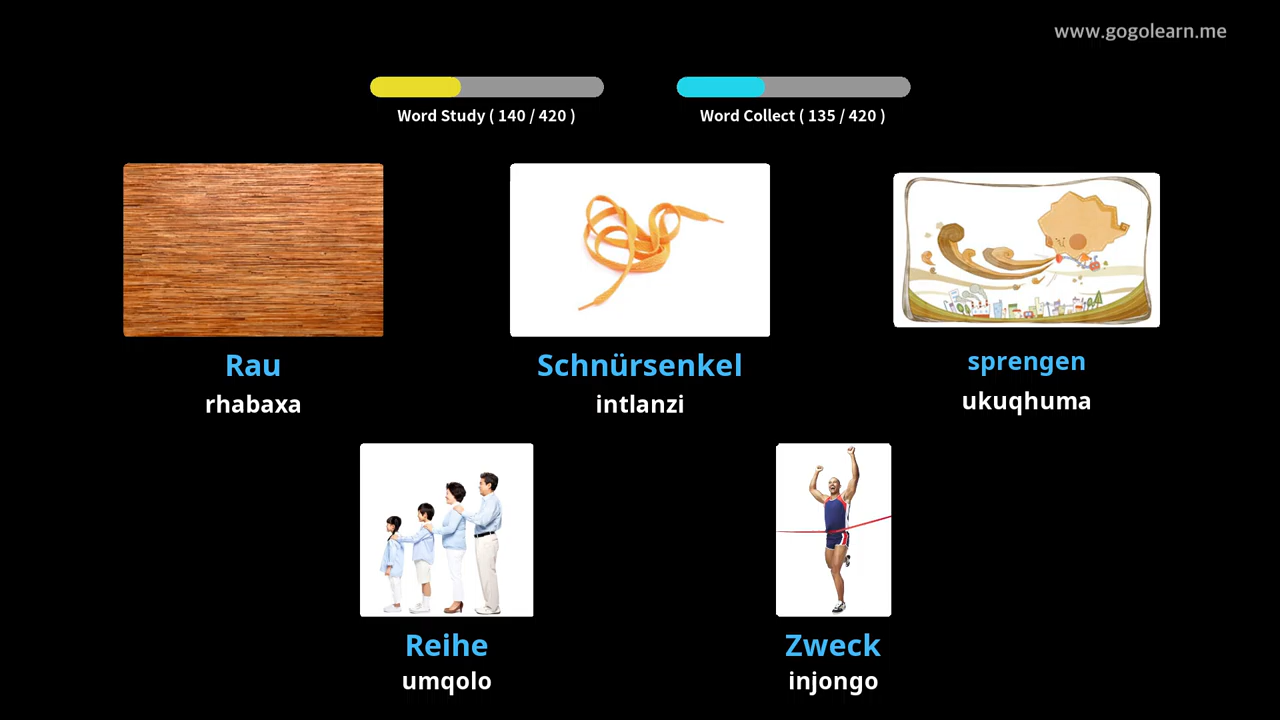 www.gogolearn.me
Word Study ( 140 / 420 )
Word Collect ( 135 / 420 )
Rau
rhabaxa
Schnürsenkel
intlanzi
sprengen
ukuqhuma
Reihe
umqolo
Zweck
injongo